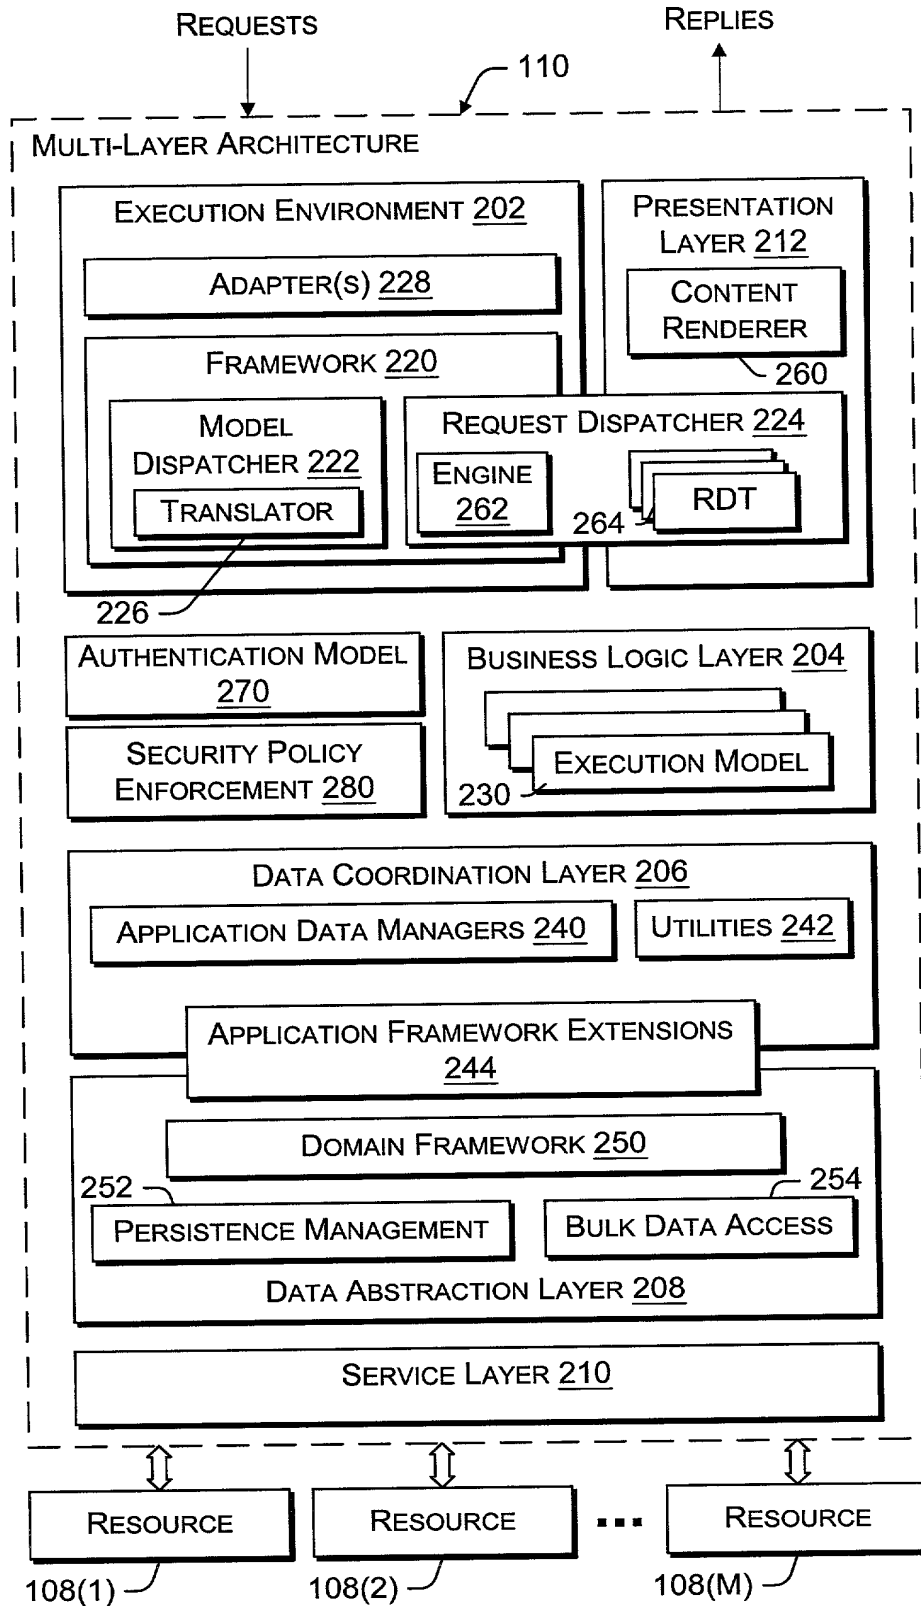 REQUESTS
REPLIES
110
MULTI-LAYER ARCHITECTURE
EXECUTION ENVIRONMENT 202
ADAPTER(S) 228
FRAMEWORK 220
MODEL
DISPATCHER 222
TRANSLATOR
226
PRESENTATION
LAYER 212
CONTENT
RENDERER
260
REQUEST DISPATCHER 224
ENGINE
262
264
RDT
AUTHENTICATION MODEL
270
SECURITY POLICY
ENFORCEMENT 280
BUSINESS LOGIC LAYER 204
EXECUTION MODEL
230
DATA COORDINATION LAYER 206
APPLICATION DATA MANAGERS 240
UTILITIES 242
APPLICATION FRAMEWORK EXTENSIONS
244
DOMAIN FRAMEWORK 250
252
254
PERSISTENCE MANAGEMENT
BULK DATA ACCESS
DATA ABSTRACTION LAYER 208
SERVICE LAYER 210
RESOURCE
RESOURCE
...
RESOURCE
108(1)
108(2)
108(M)